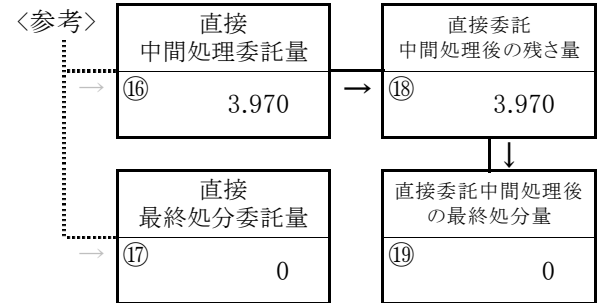 〈参考〉
直接
中間処理委託量
→
⑯
3.970
→
直接委託
中間処理後の残さ量
⑱
3.970
↓
直接
最終処分委託量
→
⑰
0
直接委託中間処理後
の最終処分量
⑲
0